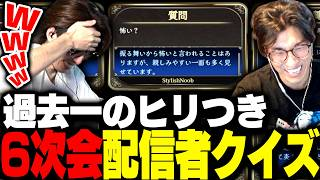 WWWW
質問
怖い?
振る舞いから怖いと言われることはあり
ますが、親しみやすい一面も多く見
せています。
StylishNoob
過去一のヒリつき
6次会配信者クイズ